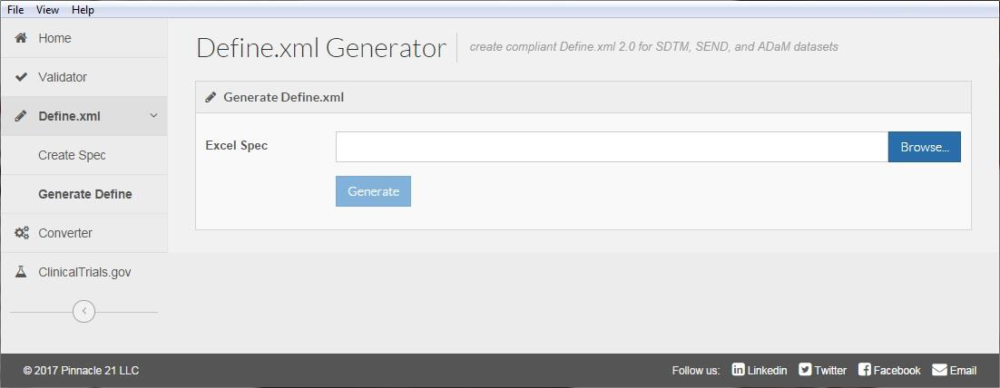 File View Help
Home
Validator
Define.xml
Create Spec
Generate Define
Converter
ClinicalTrials.gov
Define.xml Generator
create compliant Define.xml 2.0 for SDTM, SEND, and ADaM datasets
Generate Define.xml
Excel Spec
Browse...
Generate
© 2017 Pinnacle 21 LLC
Follow us: Linkedin Twitter Facebook Email